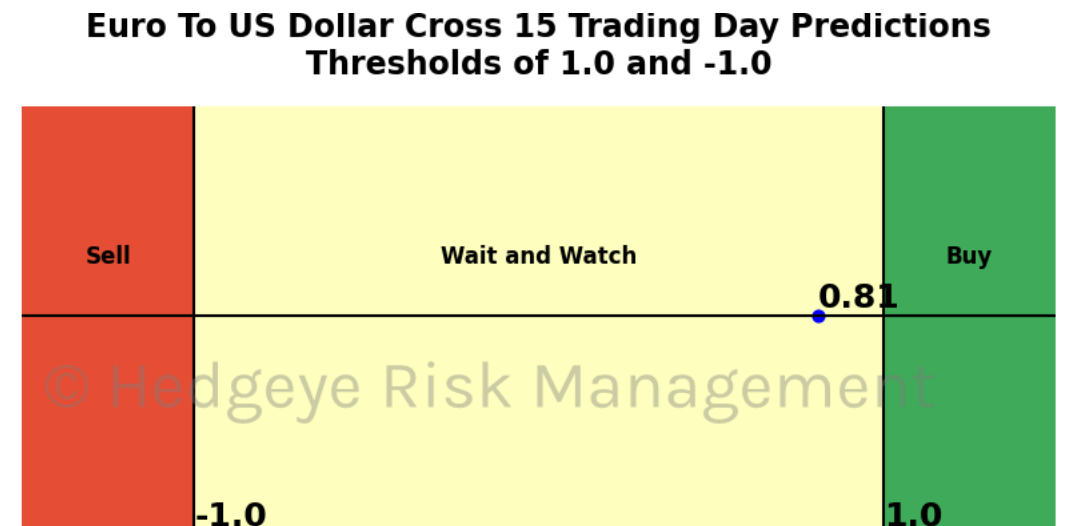 Euro To US Dollar Cross 15 Trading Day Predictions
Thresholds of 1.0 and -1.0
Sell
Wait and Watch
Buy
0.81
© Hedgeye Risk Management
-1.0
1.0